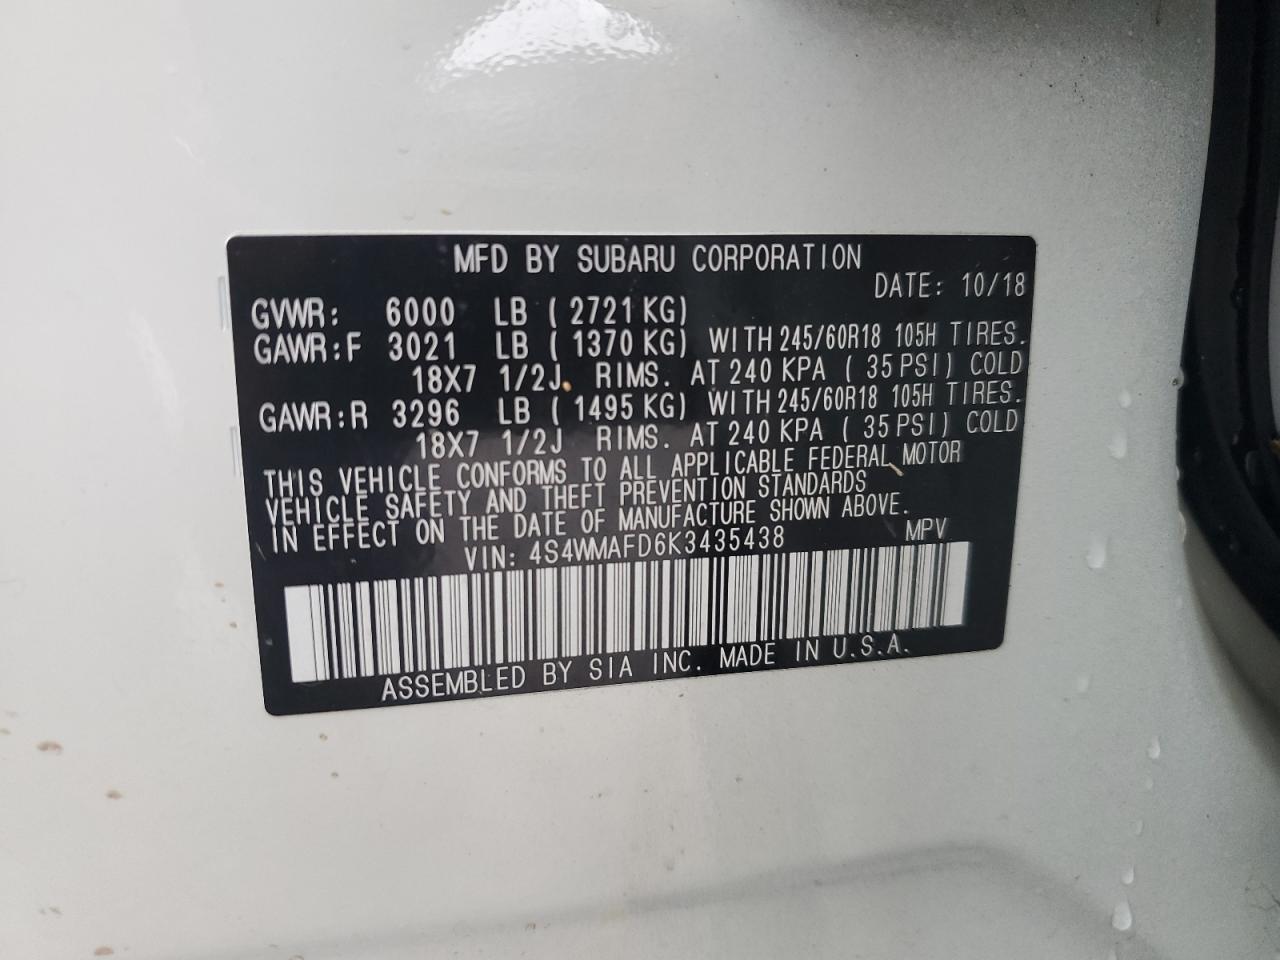 MFD BY SUBARU CORPORATION
DATE: 10/18
GVWR: 6000 LB ( 2721 KG)
GAWR:F 3021 LB ( 1370 KG) WITH 245/60R18 105H TIRES.
18X7 1/2J. RIMS. AT 240 KPA ( 35 PSI) COLD
GAWR:R 3296 LB ( 1495 KG) WITH 245/60R18 105H TIRES.
18X7 1/2J RIMS. AT 240 KPA ( 35 PSI) COLD
THIS VEHICLE CONFORMS TO ALL APPLICABLE FEDERAL MOTOR
VEHICLE SAFETY AND THEFT PREVENTION STANDARDS
IN EFFECT ON THE DATE OF MANUFACTURE SHOWN ABOVE.
VIN: 4S4WMAFD6K3435438 MPV
ASSEMBLED BY SIA INC. MADE IN U.S.A.